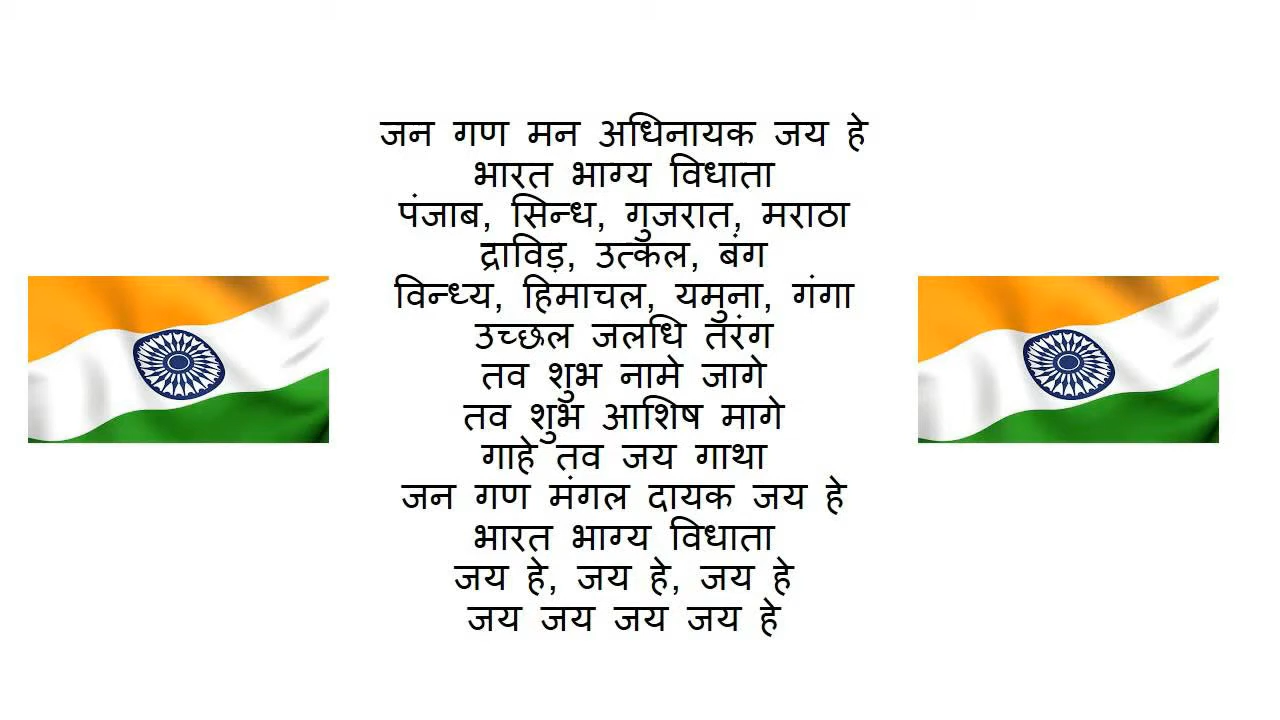 जन गण मन अधिनायक जय हे
भारत भाग्य विधाता
पंजाब, सिन्ध, गुजरात, मराठा
द्राविड़, उत्कल, बंग
विन्ध्य, हिमाचल, यमुना, गंगा
उच्छल जलधि तरंग
तव शुभ नामे जागे
तव शुभ आशिष मागे
गाहे तव जय गाथा
जन गण मंगल दायक जय हे
भारत भाग्य विधाता
जय हे, जय हे, जय हे
जय जय जय जय हे